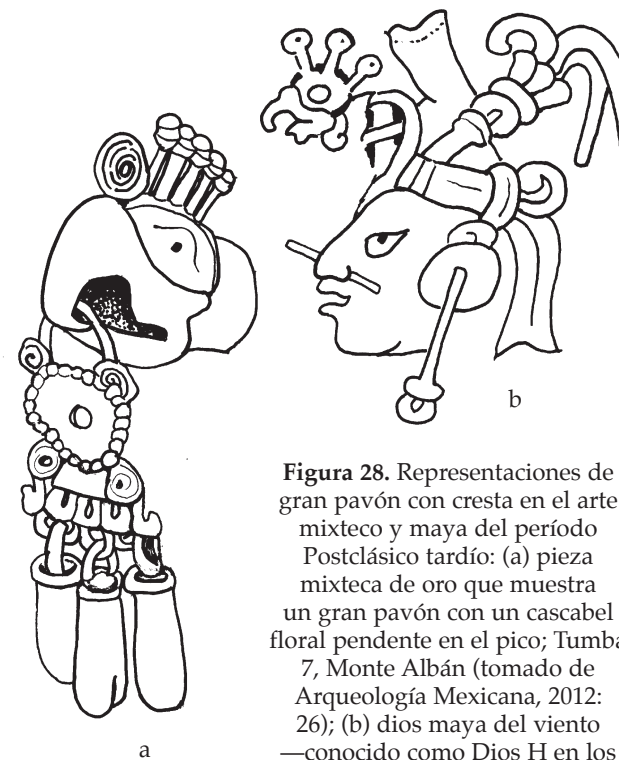 b
Figura 28. Representaciones de
gran pavón con cresta en el arte
mixteco y maya del período
Postclásico tardío: (a) pieza
mixteca de oro que muestra
un gran pavón con un cascabel
floral pendente en el pico; Tumba
7, Monte Albán (tomado de
Arqueología Mexicana, 2012:
26); (b) dios maya del viento
—conocido como Dios H en los
a